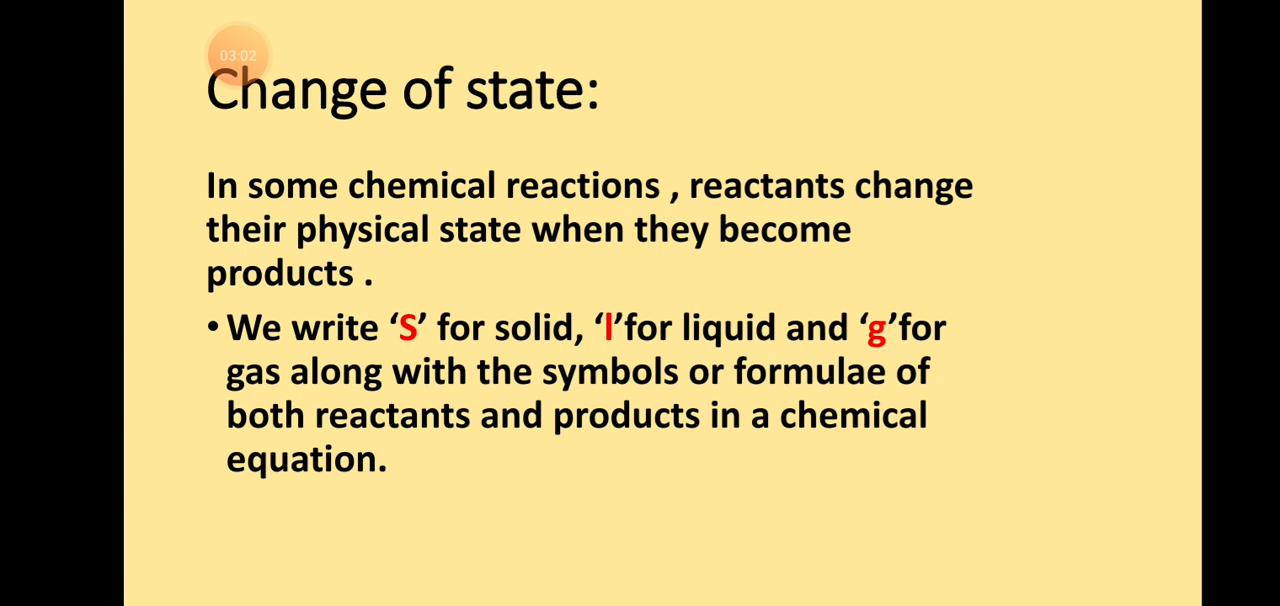 03:02
Change of state:
In some chemical reactions , reactants change
their physical state when they become
products .
• We write ‘S’ for solid, ‘l’for liquid and ‘g’for
gas along with the symbols or formulae of
both reactants and products in a chemical
equation.